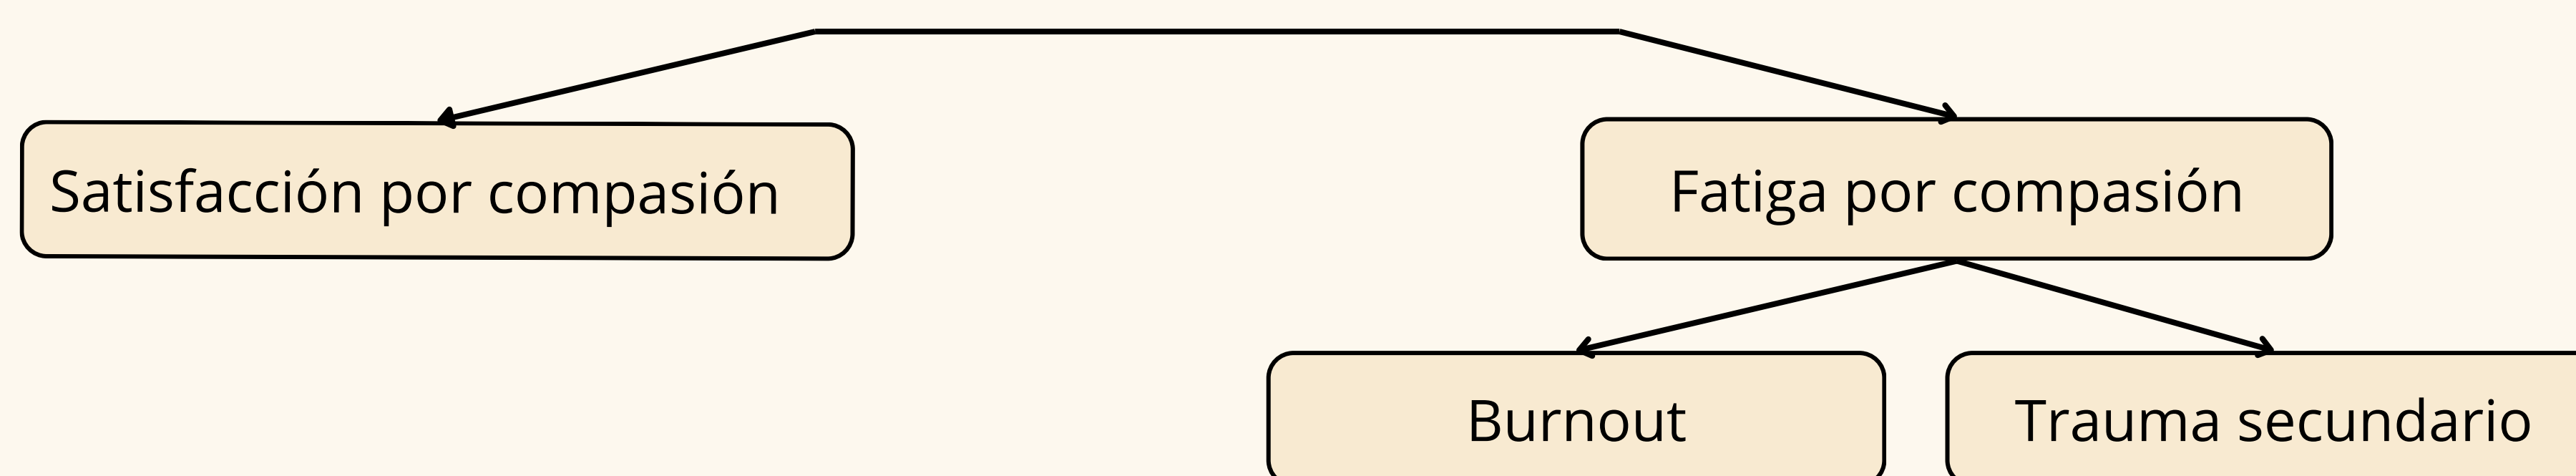 Satisfacción por compasión
Fatiga por compasión
Burnout
Trauma secundario